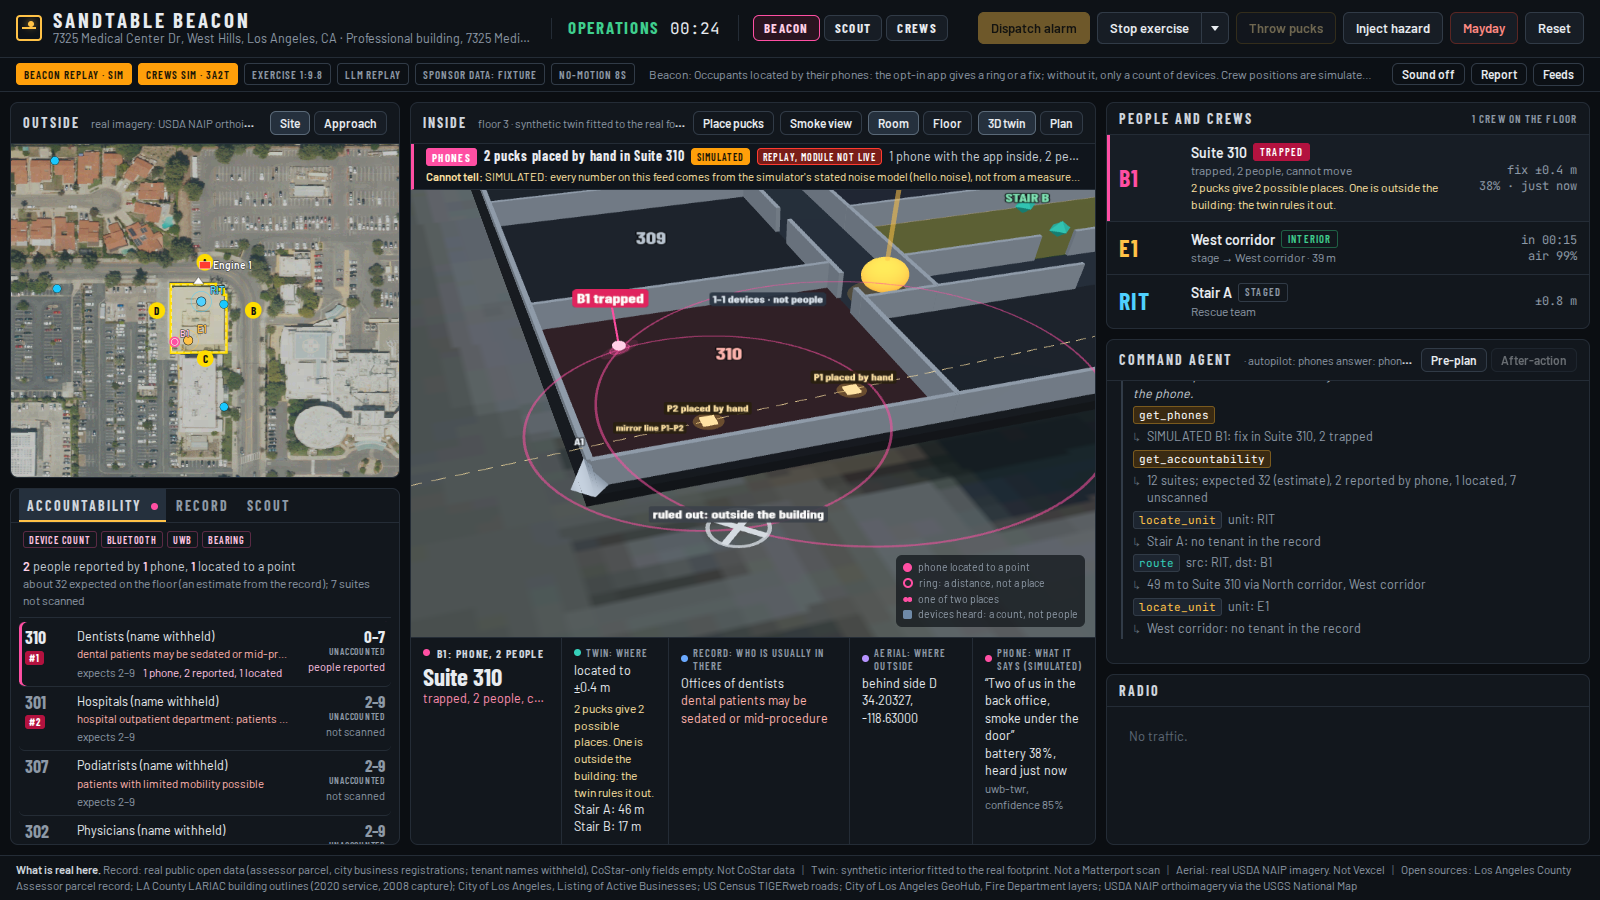 SANDTABLE BEACON
7325 Medical Center Dr, West Hills, Los Angeles, CA · Professional building, 7325 Medi...
OPERATIONS 00:24
BEACON SCOUT CREWS
Dispatch alarm Stop exercise Throw pucks Inject hazard Mayday Reset
BEACON REPLAY · SIM CREWS SIM · 3A2T EXERCISE 1:9.8 LLM REPLAY SPONSOR DATA: FIXTURE NO-MOTION 8S
Beacon: Occupants located by their phones: the opt-in app gives a ring or a fix; without it, only a count of devices. Crew positions are simulate...
Sound off Report Feeds
OUTSIDE real imagery: USDA NAIP orthoi... Site Approach
Engine 1
RIT
D B
B1 E1
C
ACCOUNTABILITY RECORD SCOUT
DEVICE COUNT BLUETOOTH UWB BEARING
2 people reported by 1 phone, 1 located to a point
about 32 expected on the floor (an estimate from the record); 7 suites
not scanned
310 Dentists (name withheld) 0–7
#1 dental patients may be sedated or mid-pr... UNACCOUNTED
expects 2–9 1 phone, 2 reported, 1 located people reported
301 Hospitals (name withheld) 2–9
#2 hospital outpatient department: patients ... UNACCOUNTED
expects 2–9 not scanned
307 Podiatrists (name withheld) 2–9
patients with limited mobility possible UNACCOUNTED
expects 2–9 not scanned
302 Physicians (name withheld) 2–9
UNACCOUNTED
INSIDE floor 3 · synthetic twin fitted to the real fo... Place pucks Smoke view Room Floor 3D twin Plan
PHONES 2 pucks placed by hand in Suite 310 SIMULATED REPLAY, MODULE NOT LIVE 1 phone with the app inside, 2 pe...
Cannot tell: SIMULATED: every number on this feed comes from the simulator's stated noise model (hello.noise), not from a measure...
STAIR B
309
B1 trapped
1–1 devices · not people
310
P1 placed by hand
P2 placed by hand
mirror line P1–P2
A1
ruled out: outside the building
phone located to a point
ring: a distance, not a place
one of two places
devices heard: a count, not people
B1: PHONE, 2 PEOPLE
Suite 310
trapped, 2 people, c...
TWIN: WHERE
located to
±0.4 m
2 pucks give 2
possible
places. One is
outside the
building: the
twin rules it out.
Stair A: 46 m
Stair B: 17 m
RECORD: WHO IS USUALLY IN
THERE
Offices of dentists
dental patients may be
sedated or mid-procedure
AERIAL: WHERE
OUTSIDE
behind side D
34.20327,
-118.63000
PHONE: WHAT IT
SAYS (SIMULATED)
"Two of us in the
back office,
smoke under the
door"
battery 38%,
heard just now
uwb-twr,
confidence 85%
PEOPLE AND CREWS 1 CREW ON THE FLOOR
B1 Suite 310 TRAPPED
trapped, 2 people, cannot move
2 pucks give 2 possible places. One is outside the
building: the twin rules it out.
fix ±0.4 m
38% · just now
E1 West corridor INTERIOR in 00:15
stage → West corridor · 39 m air 99%
RIT Stair A STAGED ±0.8 m
Rescue team
COMMAND AGENT · autopilot: phones answer: phon... Pre-plan After-action
the phone.
get_phones
↳ SIMULATED B1: fix in Suite 310, 2 trapped
get_accountability
↳ 12 suites; expected 32 (estimate), 2 reported by phone, 1 located, 7
unscanned
locate_unit unit: RIT
↳ Stair A: no tenant in the record
route src: RIT, dst: B1
↳ 49 m to Suite 310 via North corridor, West corridor
locate_unit unit: E1
↳ West corridor: no tenant in the record
RADIO
No traffic.
What is real here. Record: real public open data (assessor parcel, city business registrations; tenant names withheld), CoStar-only fields empty. Not CoStar data | Twin: synthetic interior fitted to the real footprint. Not a Matterport scan | Aerial: real USDA NAIP imagery. Not Vexcel | Open sources: Los Angeles County
Assessor parcel record; LA County LARIAC building outlines (2020 service, 2008 capture); City of Los Angeles, Listing of Active Businesses; US Census TIGERweb roads; City of Los Angeles GeoHub, Fire Department layers; USDA NAIP orthoimagery via the USGS National Map